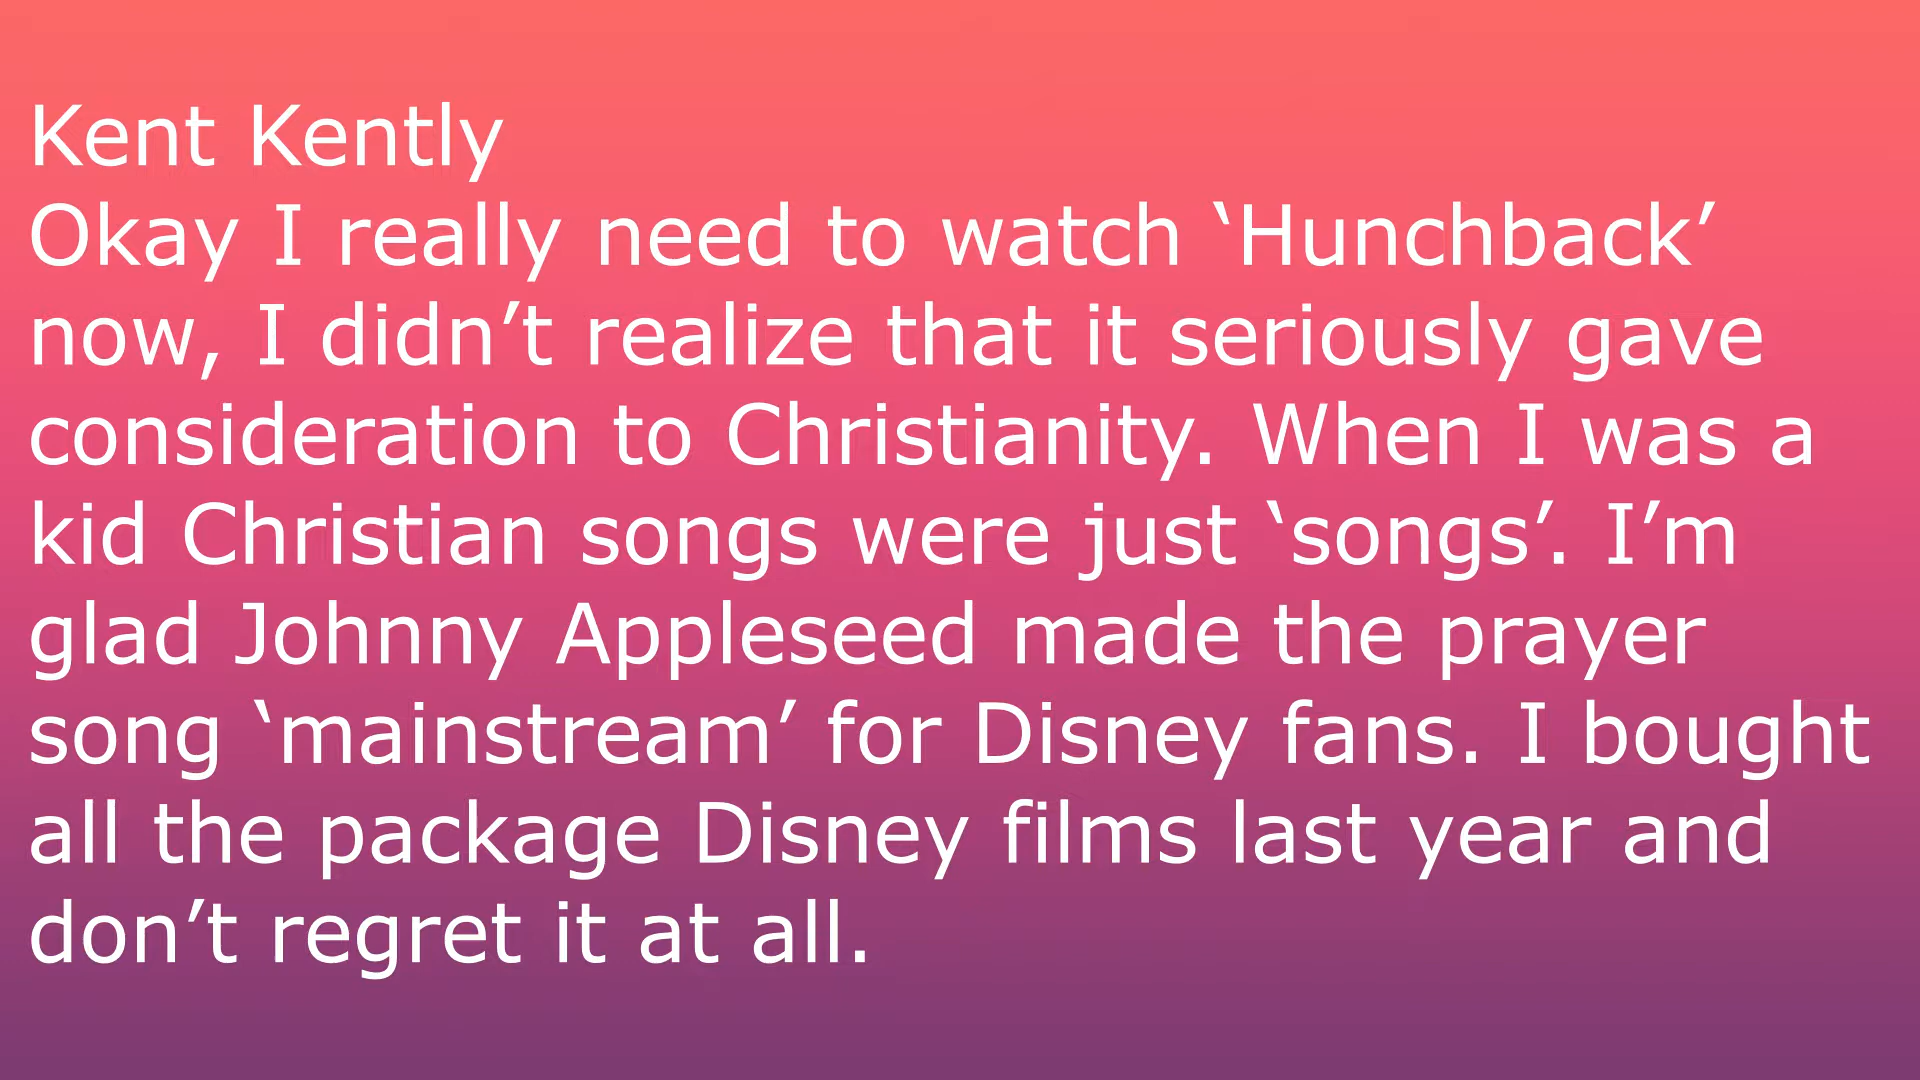 Kent Kently
Okay I really need to watch ‘Hunchback’
now, I didn’t realize that it seriously gave
consideration to Christianity. When I was a
kid Christian songs were just ‘songs’. I’m
glad Johnny Appleseed made the prayer
song ‘mainstream’ for Disney fans. I bought
all the package Disney films last year and
don’t regret it at all.